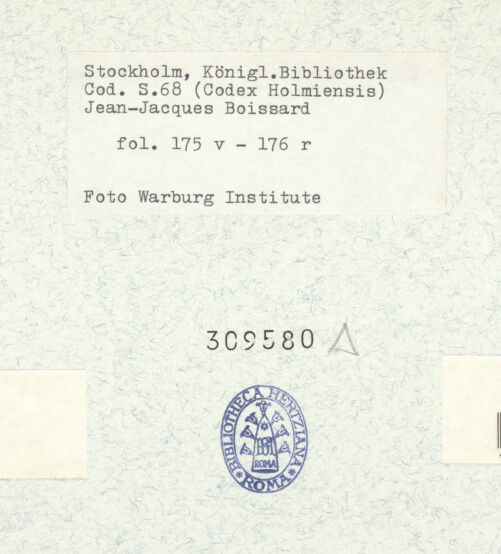 Stockholm, Königl.Bibliothek
Cod. S.68 (Codex Holmiensis)
Jean-Jacques Boissard
fol. 175 v - 176 r
Foto Warburg Institute
309580
BIBLIOTHECA HERTZIANA
ROMA
*ROMA*